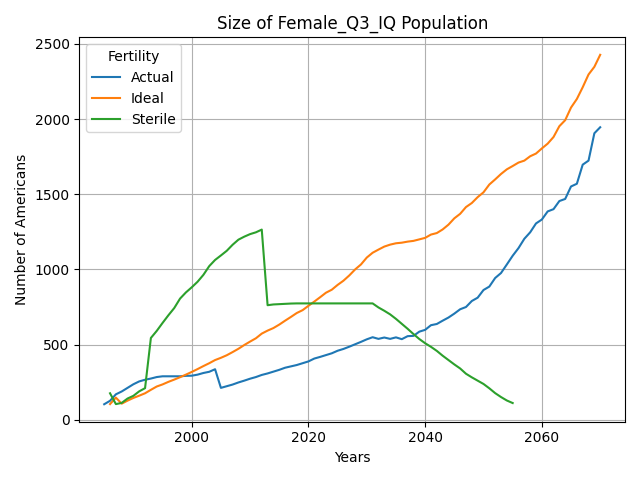 Size of Female_Q3_IQ Population
Number of Americans
2500
2000
1500
1000
500
0
Fertility
Actual
Ideal
Sterile
2000
2020
2040
2060
Years